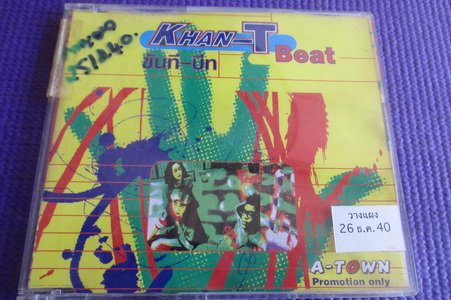 KHAN-T
Beat
ขันที-บีท
วางแผง
26 ธ.ค. 40
A-TOWN
Promotion only